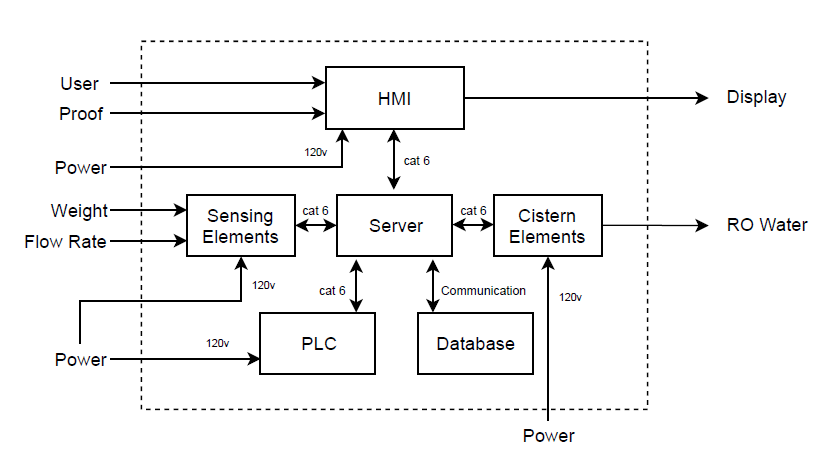 User
HMI
Display
Proof
120v
Power
cat 6
Weight
Sensing
Elements
cat 6
Server
cat 6
Cistern
Elements
RO Water
Flow Rate
120v
cat 6
Communication
120v
Power
120v
PLC
Database
Power